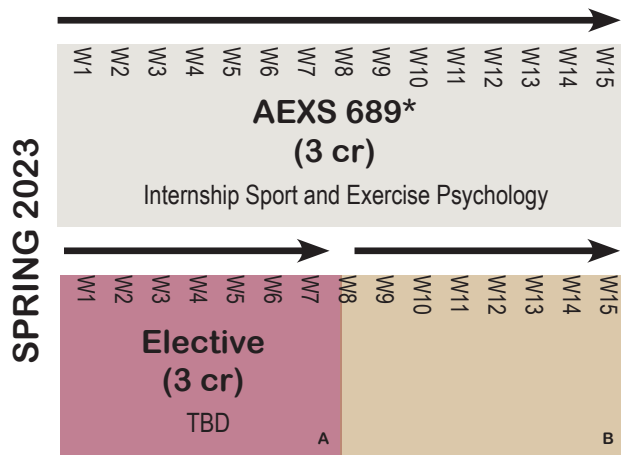 SPRING 2023
W1 W2 W3 W4 W5 W6 W7 W8 W9 W10 W11 W12 W13 W14 W15
AEXS 689*
(3 cr)
Internship Sport and Exercise Psychology
W1 W2 W3 W4 W5 W6 W7 W8 W9 W10 W11 W12 W13 W14 W15
Elective
(3 cr)
TBD
A
B